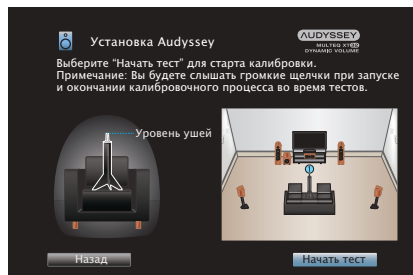 Установка Audyssey
AUDYSSEY
MULTEQ XT32
DYNAMIC VOLUME
Выберите “Начать тест” для старта калибровки.
Примечание: Вы будете слышать громкие щелчки при запуске
и окончании калибровочного процесса во время тестов.
Уровень ушей
1
Назад
Начать тест